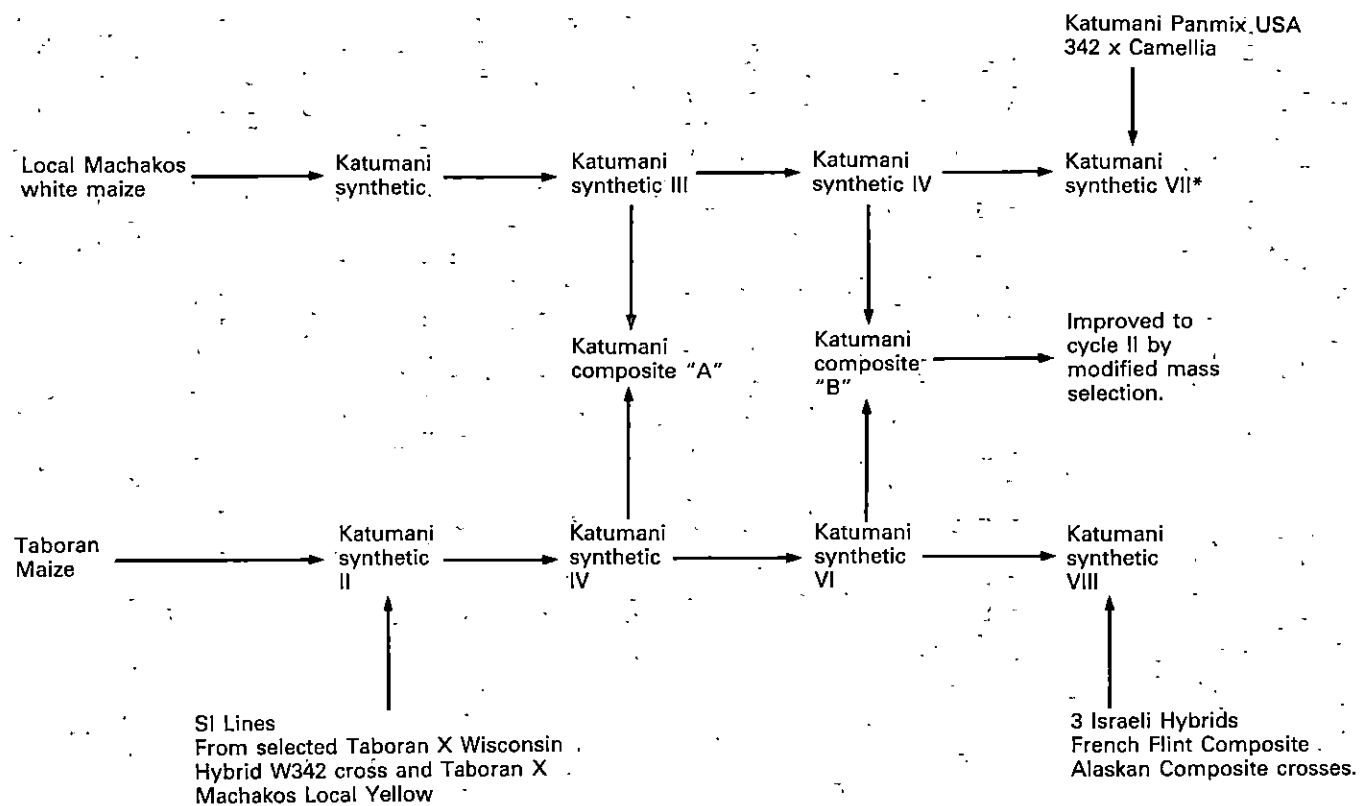 Katumani Panmix USA
342 x Camellia
Local Machakos
white maize
Katumani
synthetic.
Katumani
synthetic III
Katumani
synthetic IV
Katumani
synthetic VII*
Katumani
composite "A"
Katumani
composite
"B"
Improved to
cycle II by
modified mass
selection.
Taboran
Maize
Katumani
synthetic
II
Katumani
synthetic
IV
Katumani
synthetic
VI
Katumani
synthetic
VIII
SI Lines
From selected Taboran X Wisconsin
Hybrid W342 cross and Taboran X
Machakos Local Yellow
3 Israeli Hybrids
French Flint Composite
Alaskan Composite crosses.